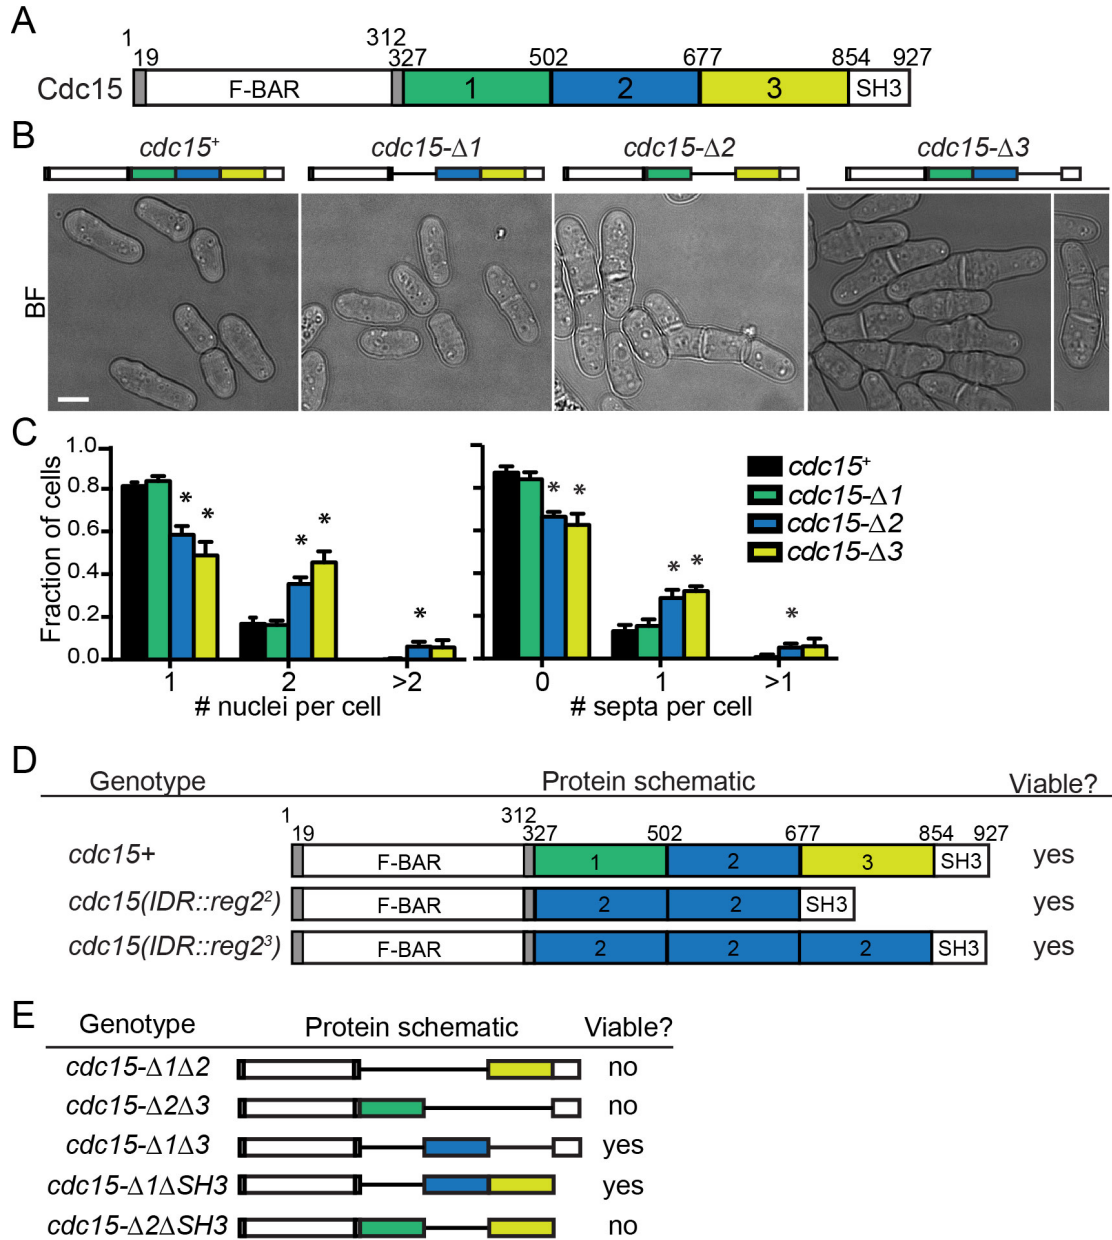 A
1 312
19 327 502 677 854 927
Cdc15 F-BAR 1 2 3 SH3
B
cdc15⁺ cdc15-Δ1 cdc15-Δ2 cdc15-Δ3
BF
C
Fraction of cells
1.0
0.8
0.6
0.4
0.2
0.0
* * * * *
1 2 >2
# nuclei per cell
* * * * *
0 1 >1
# septa per cell
cdc15⁺
cdc15-Δ1
cdc15-Δ2
cdc15-Δ3
D
Genotype Protein schematic Viable?
1 312
19 327 502 677 854 927
cdc15+ F-BAR 1 2 3 SH3 yes
cdc15(IDR::reg2²) F-BAR 2 2 SH3 yes
cdc15(IDR::reg2³) F-BAR 2 2 2 SH3 yes
E
Genotype Protein schematic Viable?
cdc15-Δ1Δ2 no
cdc15-Δ2Δ3 no
cdc15-Δ1Δ3 yes
cdc15-Δ1ΔSH3 yes
cdc15-Δ2ΔSH3 no